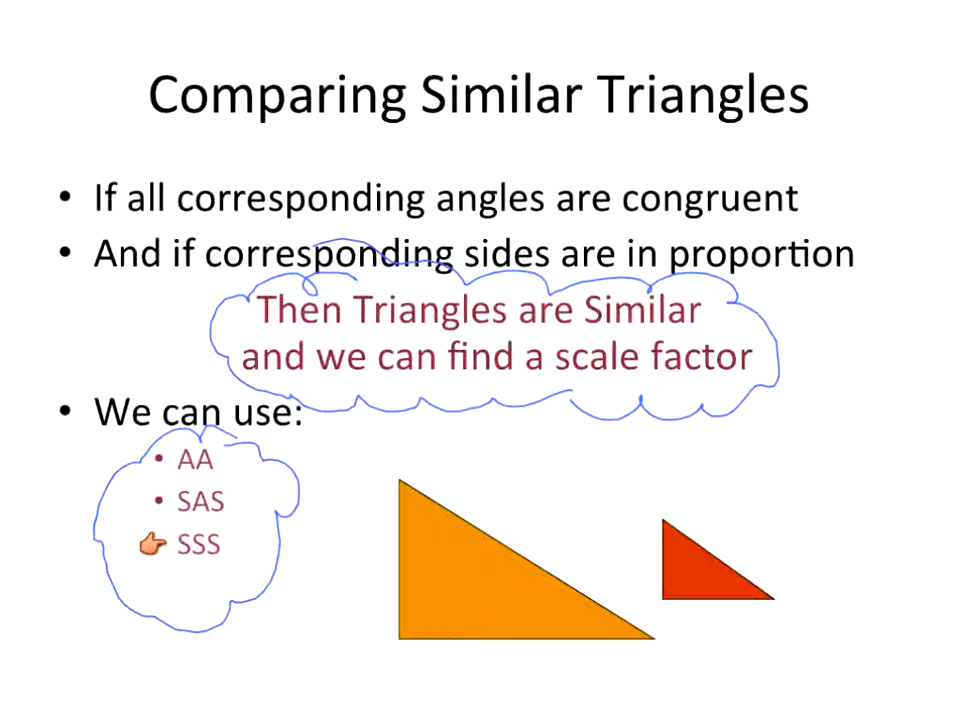 Comparing Similar Triangles
• If all corresponding angles are congruent
• And if corresponding sides are in proportion
Then Triangles are Similar
and we can find a scale factor
• We can use:
• AA
• SAS
SSS